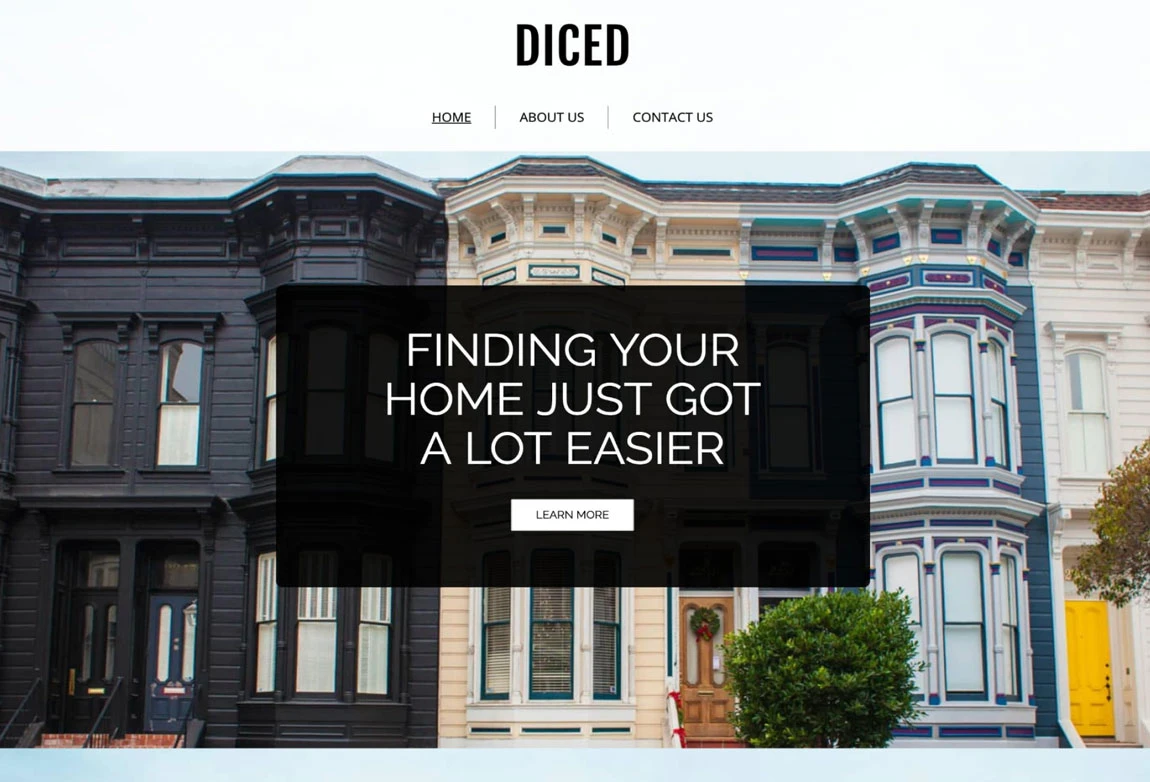 DICED
HOME
ABOUT US
CONTACT US
FINDING YOUR
HOME JUST GOT
A LOT EASIER
LEARN MORE